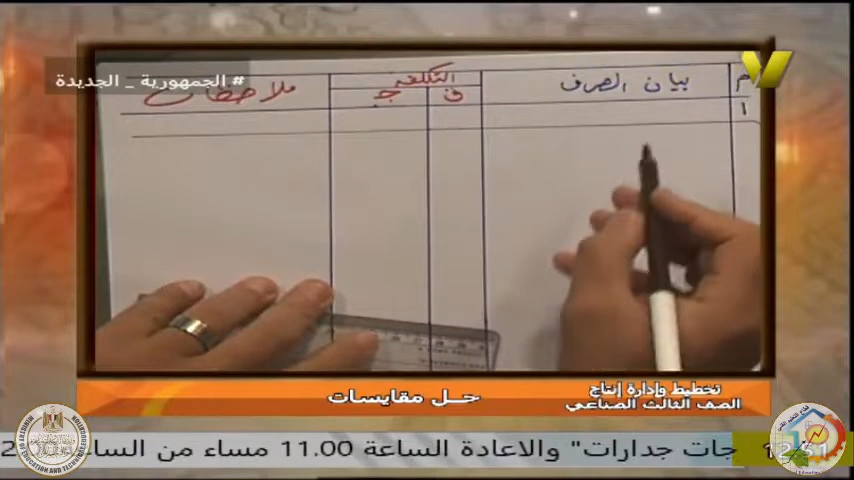 # الجمهورية _ الجديدة
م
بيان الصرف
التكلفة
ملاحظات
ق
ج
١
تخطيط وإدارة إنتاج
الصف الثالث الصناعي
حل مقايسات
جات جدارات" والاعادة الساعة 11.00 مساء من السا